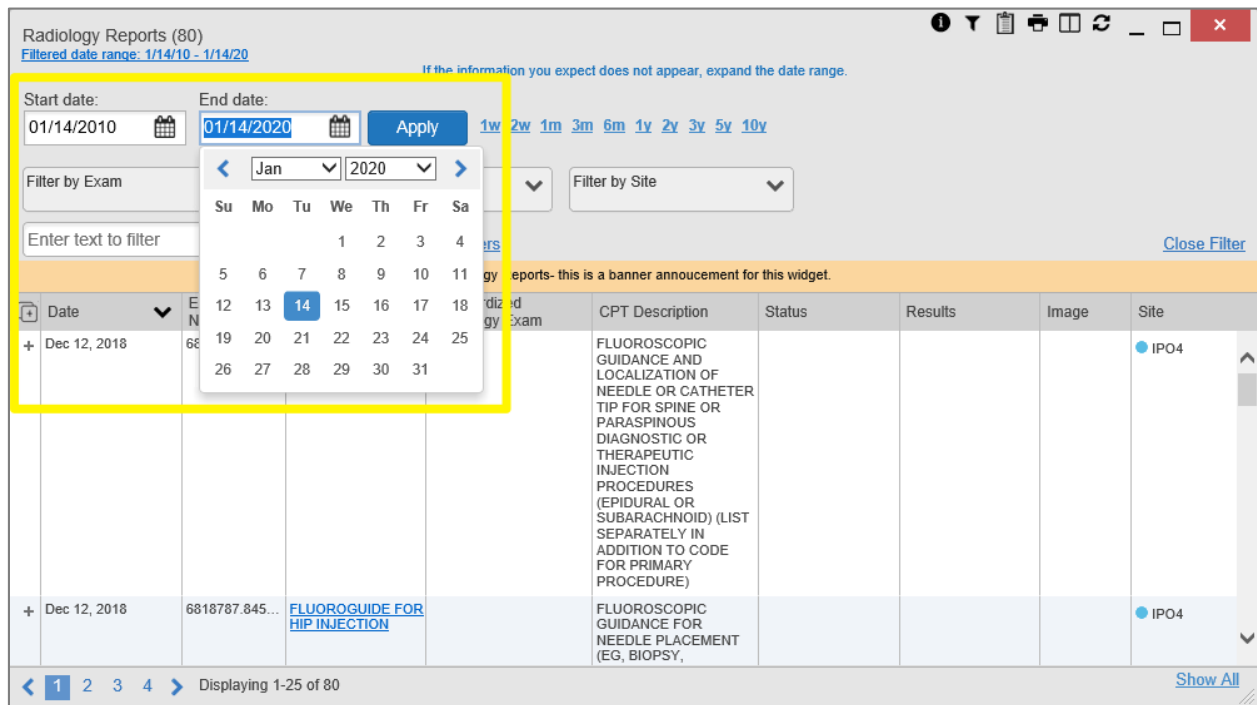 Radiology Reports (80)
Filtered date range: 1/14/10 - 1/14/20
If the information you expect does not appear, expand the date range.
Start date:
End date:
01/14/2010
01/14/2020
Apply
1w 2w 1m 3m 6m 1y 2y 3y 5y 10y
Jan
2020
Filter by Exam
Filter by Site
Su Mo Tu We Th Fr Sa
1 2 3 4
5 6 7 8 9 10 11
12 13 14 15 16 17 18
19 20 21 22 23 24 25
26 27 28 29 30 31
Enter text to filter
Close Filter
eports- this is a banner annoucement for this widget.
Date
CPT Description
Status
Results
Image
Site
Exam
Dec 12, 2018
68
FLUOROSCOPIC
GUIDANCE AND
LOCALIZATION OF
NEEDLE OR CATHETER
TIP FOR SPINE OR
PARASPINOUS
DIAGNOSTIC OR
THERAPEUTIC
INJECTION
PROCEDURES
(EPIDURAL OR
SUBARACHNOID) (LIST
SEPARATELY IN
ADDITION TO CODE
FOR PRIMARY
PROCEDURE)
IPO4
Dec 12, 2018
6818787.845...
FLUOROGUIDE FOR
HIP INJECTION
FLUOROSCOPIC
GUIDANCE FOR
NEEDLE PLACEMENT
(EG, BIOPSY,
IPO4
1 2 3 4
Displaying 1-25 of 80
Show All